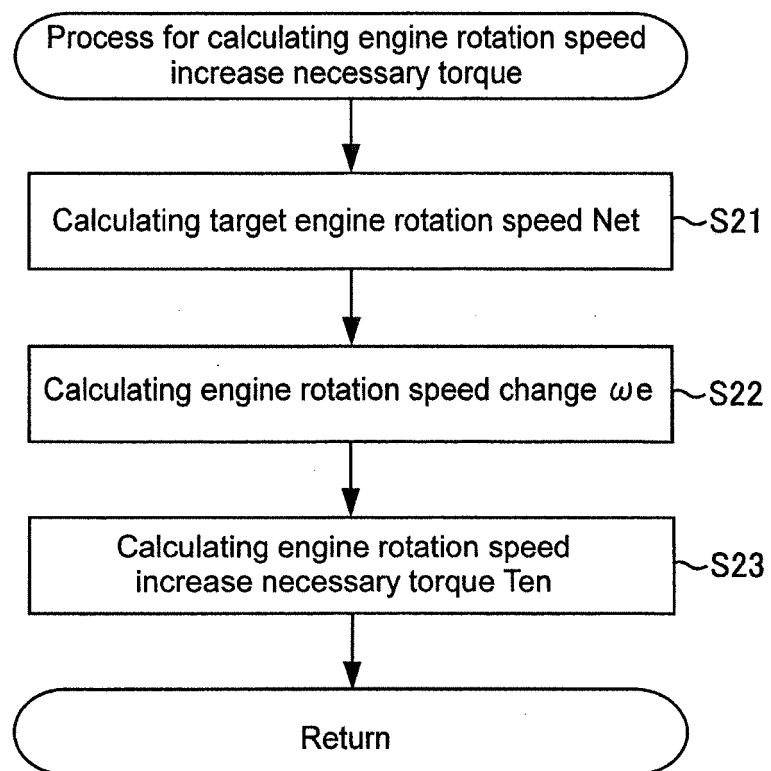 Process for calculating engine rotation speed
increase necessary torque
Calculating target engine rotation speed Net
S21
Calculating engine rotation speed change ωe
S22
Calculating engine rotation speed
increase necessary torque Ten
S23
Return